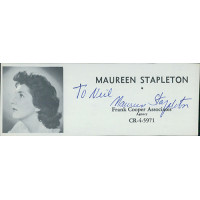 MAUREEN STAPLETON
To Neil
Maureen Stapleton
Frank Cooper Associates
Agency
CR-4-5971